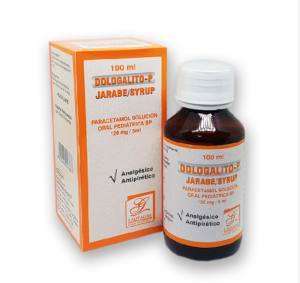 100 ml
DOLOGALITO-P
JARABE/SYRUP
PARACETAMOL SOLUCIÓN
ORAL PEDIÁTRICA BP
120 mg / 5ml
√ Analgésico
Antipirético
100 ml
DOLOGALITO-P
JARABE/SYRUP
PARACETAMOL SOLUCIÓN
ORAL PEDIÁTRICA BP
120 mg / 5 ml
√ Analgésico
Antipirético